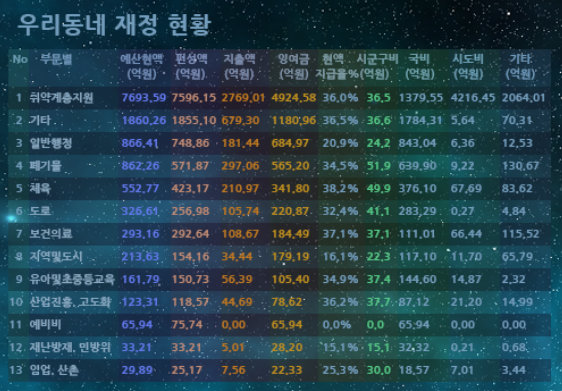 우리동네 재정 현황
No 부문별 예산현액 편성액 지출액 잉여금 현액 시군구비 국비 시도비 기타
(억원) (억원) (억원) (억원) 지급율% (억원) (억원) (억원) (억원)
1 취약계층지원 7693,59 7596,15 2769,01 4924,58 36,0% 36,5 1379,55 4216,45 2064,01
2 기타 1860,26 1855,10 679,30 1180,96 36,5% 36,6 1784,31 5,64 70,31
3 일반행정 866,41 748,86 181,44 684,97 20,9% 24,2 843,04 6,36 12,53
4 폐기물 862,26 571,87 297,06 565,20 34,5% 51,9 639,90 9,22 130,67
5 체육 552,77 423,17 210,97 341,80 38,2% 49,9 376,10 67,69 83,62
6 도로 326,61 256,98 105,74 220,87 32,4% 41,1 283,29 0,27 4,84
7 보건의료 293,16 292,64 108,67 184,49 37,1% 37,1 111,01 66,44 115,52
8 지역및도시 213,63 154,16 34,44 179,19 16,1% 22,3 117,10 11,70 65,79
9 유아및초중등교육 161,79 150,73 56,39 105,40 34,9% 37,4 144,60 14,87 2,32
10 산업진흥, 고도화 123,31 118,57 44,69 78,62 36,2% 37,7 87,12 21,20 14,99
11 예비비 65,94 75,74 0,00 65,94 0,0% 0,0 65,94 0,00 0,00
12 재난방재, 민방위 33,21 33,21 5,01 28,20 15,1% 15,1 32,32 0,21 0,68
13 임업, 산촌 29,89 25,17 7,56 22,33 25,3% 30,0 18,57 7,01 3,44